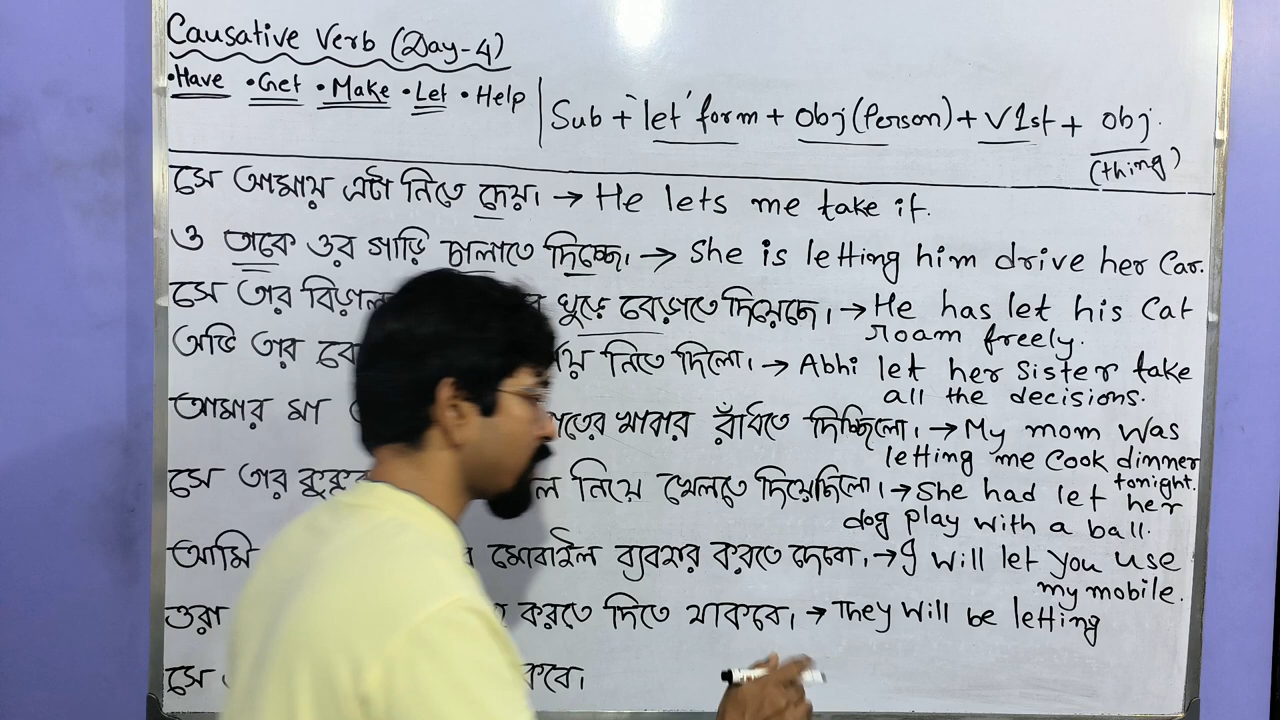 Causative Verb (Day-4)
•Have •Get •Make •Let •Help
Sub + 'let' form + obj (Person) + V1st + obj.
(thing)
সে আমায় এটা নিতে দেয়। → He lets me take it.
ও তাকে ওর গাড়ি চালাতে দিচ্ছে। → She is letting him drive her Car.
সে তার বিড়াল ঘুরে বেড়াতে দিয়েছে। → He has let his Cat
roam freely.
অভি তার নিতে দিলো। → Abhi let her Sister take
all the decisions.
আমার মা খাবার রাঁধতে দিচ্ছিলো। → My mom was
letting me Cook dinner
tonight.
সে তার নিয়ে খেলতে দিয়েছিলো। → She had let her
dog play with a ball.
আমি মোবাইল ব্যবহার করতে দেবো। → I will let you use
my mobile.
ওরা করতে দিতে থাকবে। → They will be letting
সে